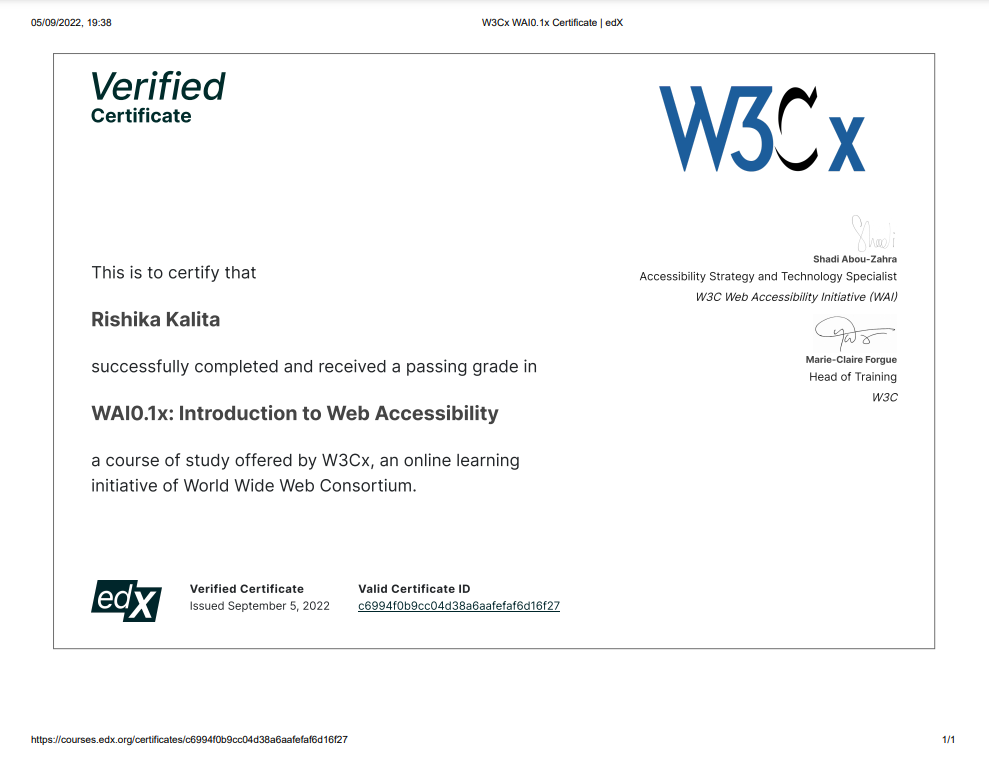 05/09/2022, 19:38
W3Cx WAI0.1x Certificate | edX
Verified
Certificate
W3Cx
This is to certify that
Rishika Kalita
successfully completed and received a passing grade in
WAI0.1x: Introduction to Web Accessibility
a course of study offered by W3Cx, an online learning
initiative of World Wide Web Consortium.
Shadi
Shadi Abou-Zahra
Accessibility Strategy and Technology Specialist
W3C Web Accessibility Initiative (WAI)
Marie-Claire Forgue
Head of Training
W3C
edX
Verified Certificate
Issued September 5, 2022
Valid Certificate ID
c6994f0b9cc04d38a6aafefaf6d16f27
https://courses.edx.org/certificates/c6994f0b9cc04d38a6aafefaf6d16f27
1/1